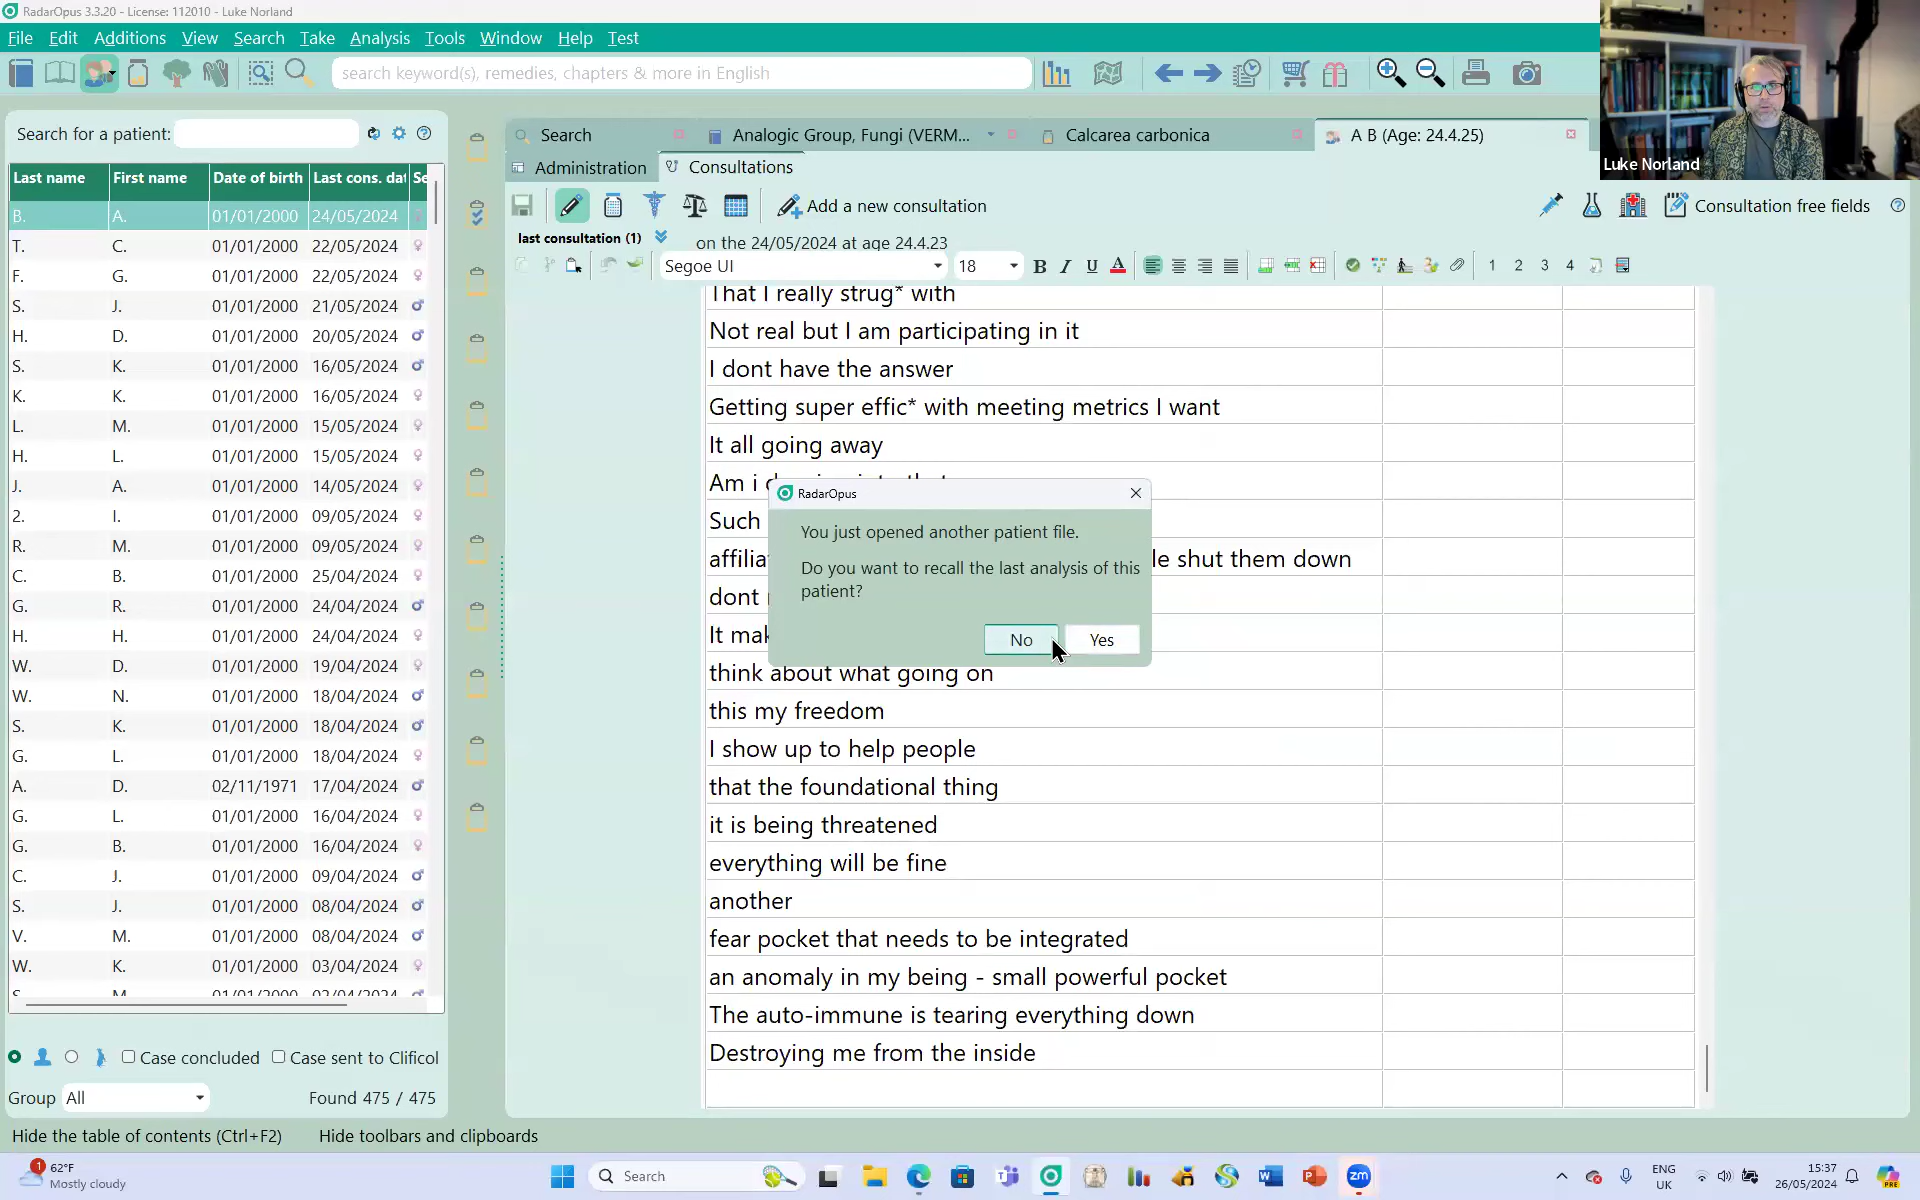 RadarOpus 3.3.20 - License: 112010 - Luke Norland
File Edit Additions View Search Take Analysis Tools Window Help Test
search keyword(s), remedies, chapters & more in English
Luke Norland
Search for a patient:
Search Analogic Group, Fungi (VERM... Calcarea carbonica A B (Age: 24.4.25)
Administration Consultations
Add a new consultation Consultation free fields
last consultation (1) on the 24/05/2024 at age 24.4.23
Segoe UI 18 B I U A 1 2 3 4
Last name First name Date of birth Last cons. dat Se
B. A. 01/01/2000 24/05/2024
T. C. 01/01/2000 22/05/2024
F. G. 01/01/2000 22/05/2024
S. J. 01/01/2000 21/05/2024
H. D. 01/01/2000 20/05/2024
S. K. 01/01/2000 16/05/2024
K. K. 01/01/2000 16/05/2024
L. M. 01/01/2000 15/05/2024
H. L. 01/01/2000 15/05/2024
J. A. 01/01/2000 14/05/2024
2. I. 01/01/2000 09/05/2024
R. M. 01/01/2000 09/05/2024
C. B. 01/01/2000 25/04/2024
G. R. 01/01/2000 24/04/2024
H. H. 01/01/2000 24/04/2024
W. D. 01/01/2000 19/04/2024
W. N. 01/01/2000 18/04/2024
S. K. 01/01/2000 18/04/2024
G. L. 01/01/2000 18/04/2024
A. D. 02/11/1971 17/04/2024
G. L. 01/01/2000 16/04/2024
G. B. 01/01/2000 16/04/2024
C. J. 01/01/2000 09/04/2024
S. J. 01/01/2000 08/04/2024
V. M. 01/01/2000 08/04/2024
W. K. 01/01/2000 03/04/2024
S. M. 01/01/2000 02/04/2024
Case concluded Case sent to Clificol
Group All Found 475 / 475
That I really strug* with
Not real but I am participating in it
I dont have the answer
Getting super effic* with meeting metrics I want
It all going away
Am i
Such
le shut them down
dont
It
think about what going on
this my freedom
I show up to help people
that the foundational thing
it is being threatened
everything will be fine
another
fear pocket that needs to be integrated
an anomaly in my being - small powerful pocket
The auto-immune is tearing everything down
Destroying me from the inside
RadarOpus
You just opened another patient file.
Do you want to recall the last analysis of this
patient?
No Yes
Hide the table of contents (Ctrl+F2) Hide toolbars and clipboards
1 62°F
Mostly cloudy
Search
ENG
UK
15:37
26/05/2024